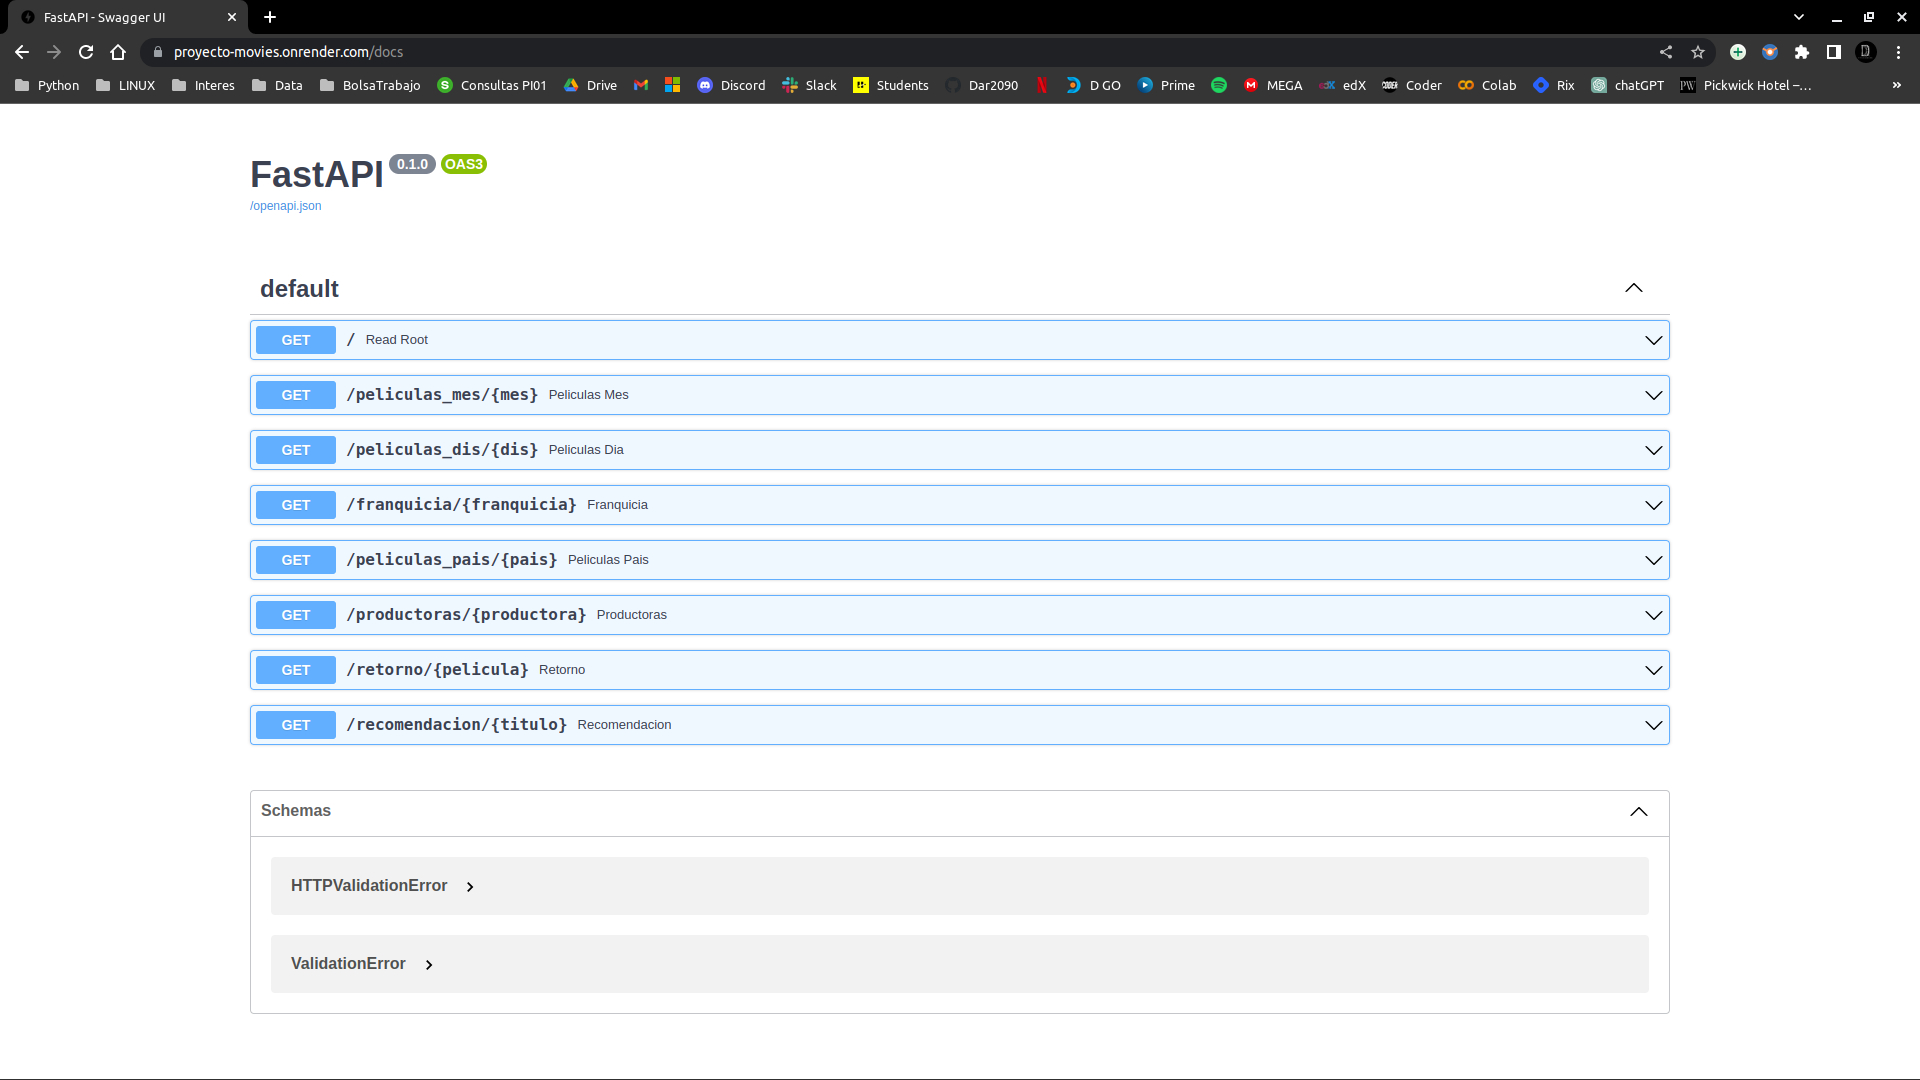 FastAPI - Swagger UI
proyecto-movies.onrender.com/docs
Python LINUX Interes Data BolsaTrabajo Consultas PI01 Drive Discord Slack Students Dar2090 D GO Prime MEGA edX Coder Colab Rix chatGPT Pickwick Hotel –... »
FastAPI 0.1.0 OAS3
/openapi.json
default
GET / Read Root
GET /peliculas_mes/{mes} Peliculas Mes
GET /peliculas_dis/{dis} Peliculas Dia
GET /franquicia/{franquicia} Franquicia
GET /peliculas_pais/{pais} Peliculas Pais
GET /productoras/{productora} Productoras
GET /retorno/{pelicula} Retorno
GET /recomendacion/{titulo} Recomendacion
Schemas
HTTPValidationError
ValidationError